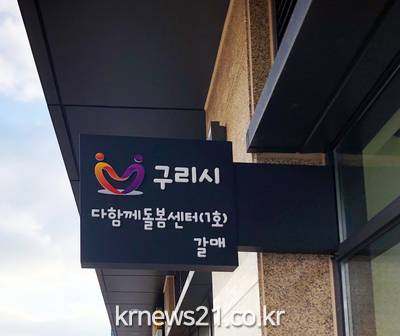 구리시
다함께돌봄센터(1호)
갈매
krnews21.co.kr